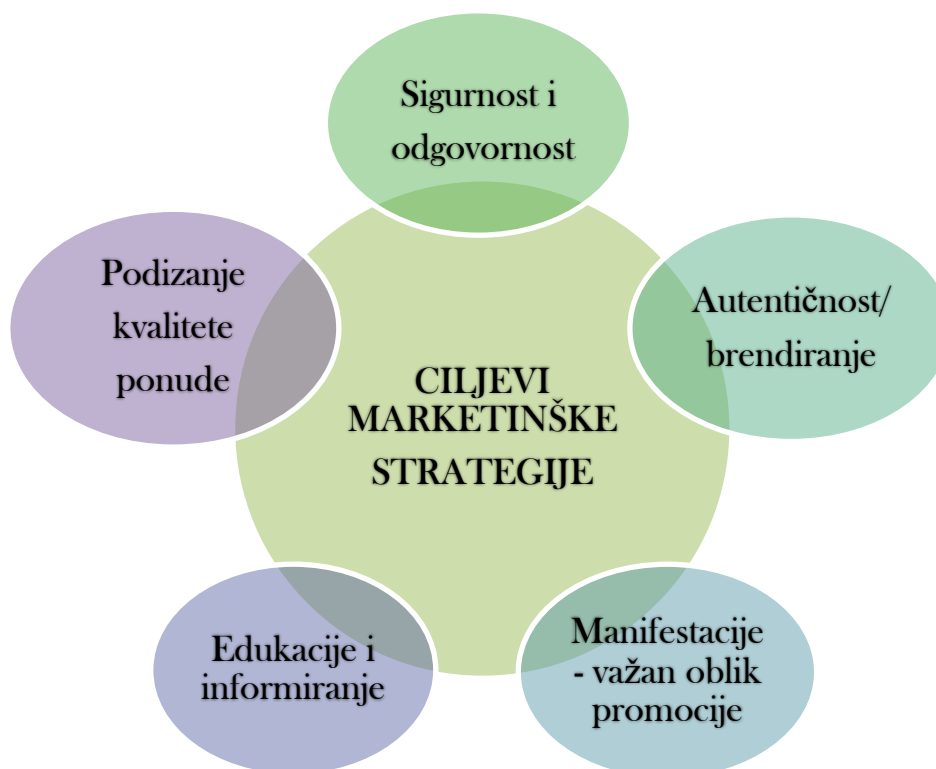 Sigurnost i
odgovornost
Podizanje
kvalitete
ponude
Autentičnost/
brendiranje
CILJEVI
MARKETINŠKE
STRATEGIJE
Edukacije i
informiranje
Manifestacije
- važan oblik
promocije